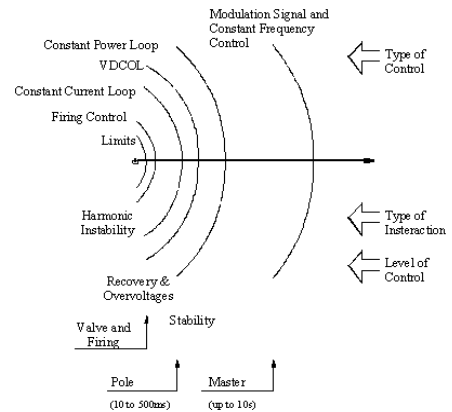 Modulation Signal and
Constant Frequency
Control
Constant Power Loop
VDCOL
Constant Current Loop
Firing Control
Limits
Type of
Control
Harmonic
Instability
Type of
Insteraction
Level of
Control
Recovery &
Overvoltages
Stability
Valve and
Firing
Pole
(10 to 500ms)
Master
(up to 10s)